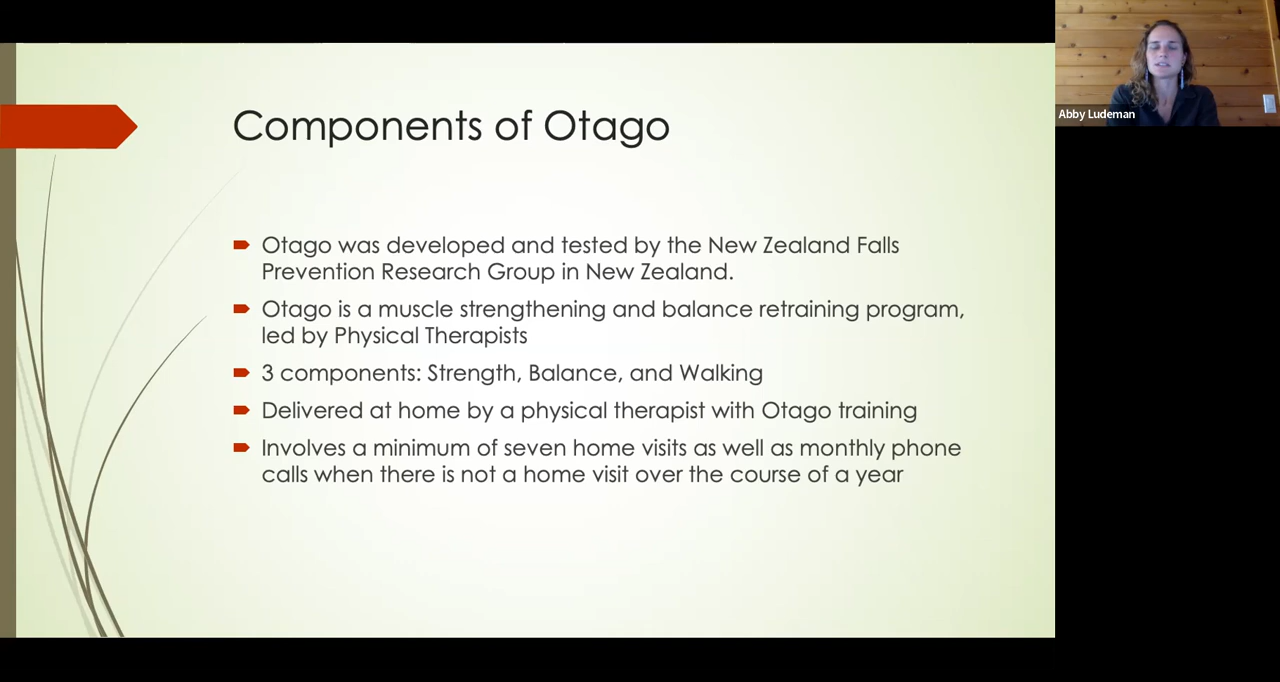 Components of Otago
Otago was developed and tested by the New Zealand Falls
Prevention Research Group in New Zealand.
Otago is a muscle strengthening and balance retraining program,
led by Physical Therapists
3 components: Strength, Balance, and Walking
Delivered at home by a physical therapist with Otago training
Involves a minimum of seven home visits as well as monthly phone
calls when there is not a home visit over the course of a year
Abby Ludeman